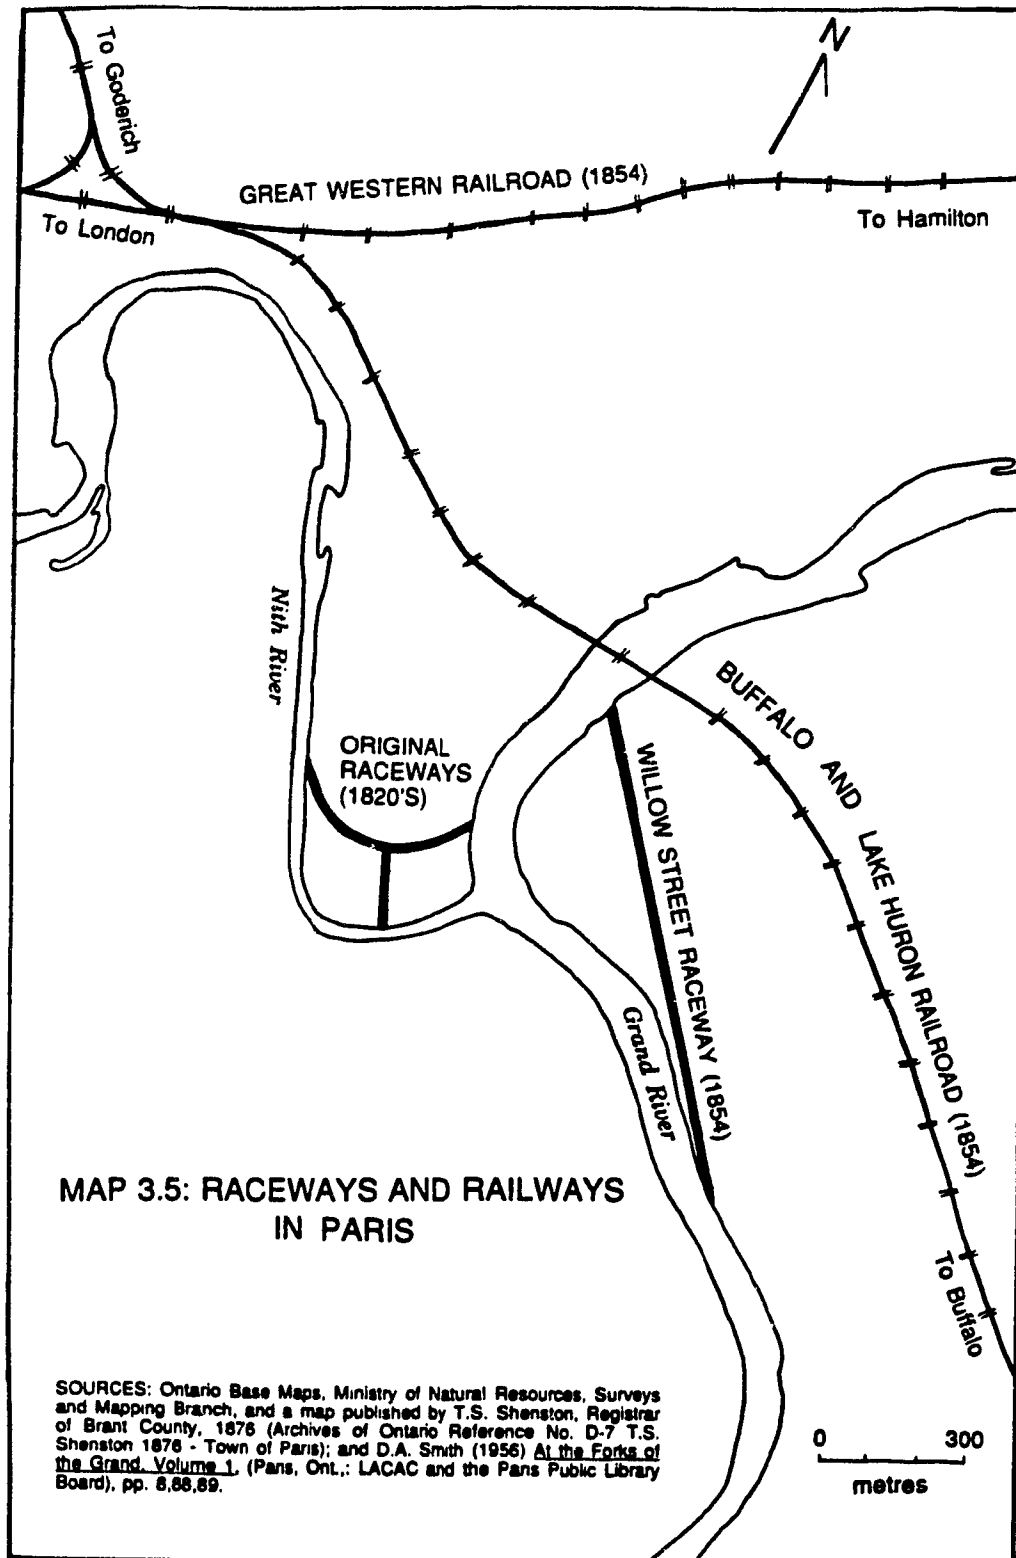 N
To Goderich
GREAT WESTERN RAILROAD (1854)
To London
To Hamilton
Nith River
ORIGINAL
RACEWAYS
(1820'S)
BUFFALO AND LAKE HURON RAILROAD (1854)
WILLOW STREET RACEWAY (1854)
Grand River
MAP 3.5: RACEWAYS AND RAILWAYS
IN PARIS
To Buffalo
SOURCES: Ontario Base Maps, Ministry of Natural Resources, Surveys
and Mapping Branch, and a map published by T.S. Shenston, Registrar
of Brant County, 1876 (Archives of Ontario Reference No. D-7 T.S.
Shenston 1876 - Town of Paris); and D.A. Smith (1956) At the Forks of
the Grand. Volume 1, (Paris, Ont.,: LACAC and the Paris Public Library
Board), pp. 8,88,89.
0 300
metres